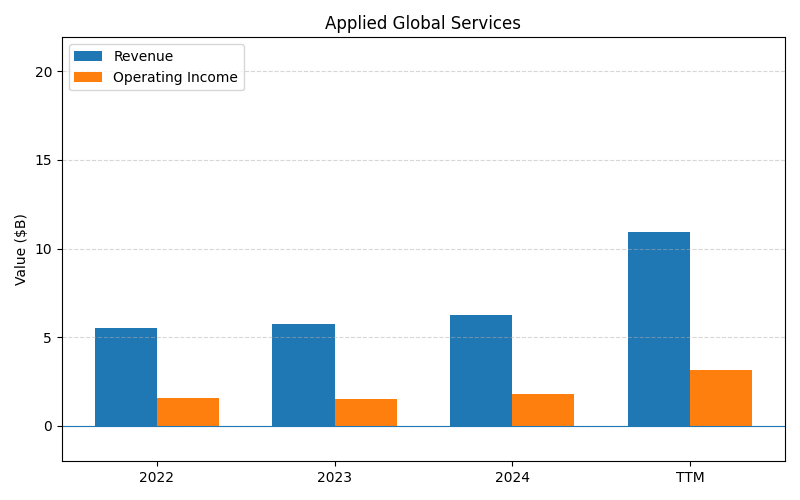 Applied Global Services
Revenue
Operating Income
Value ($B)
20
15
10
5
0
2022
2023
2024
TTM